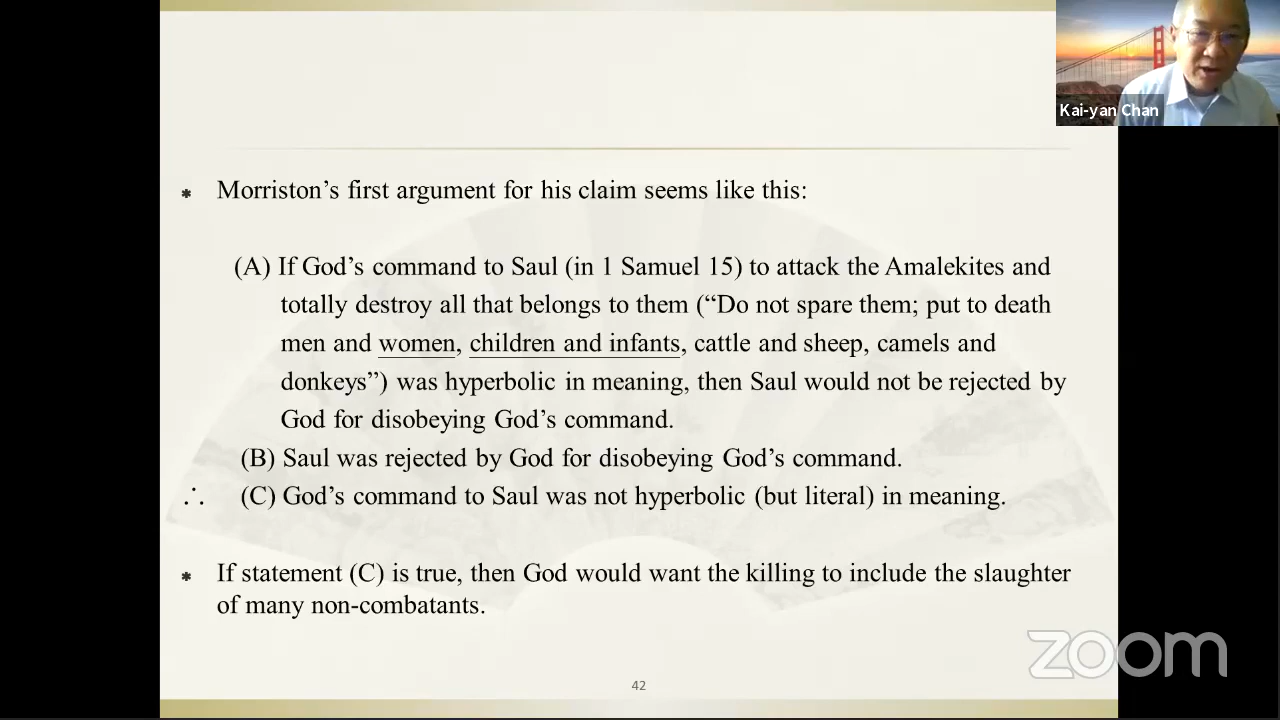 Kai-yan Chan
* Morriston’s first argument for his claim seems like this:
(A) If God’s command to Saul (in 1 Samuel 15) to attack the Amalekites and
totally destroy all that belongs to them (“Do not spare them; put to death
men and women, children and infants, cattle and sheep, camels and
donkeys”) was hyperbolic in meaning, then Saul would not be rejected by
God for disobeying God’s command.
(B) Saul was rejected by God for disobeying God’s command.
∴ (C) God’s command to Saul was not hyperbolic (but literal) in meaning.
* If statement (C) is true, then God would want the killing to include the slaughter
of many non-combatants.
zoom
42